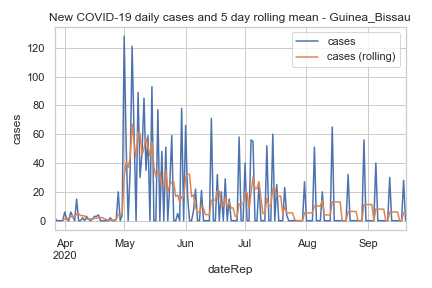 New COVID-19 daily cases and 5 day rolling mean - Guinea_Bissau
cases
cases (rolling)
120
100
80
60
40
20
0
cases
Apr
2020
May
Jun
Jul
Aug
Sep
dateRep